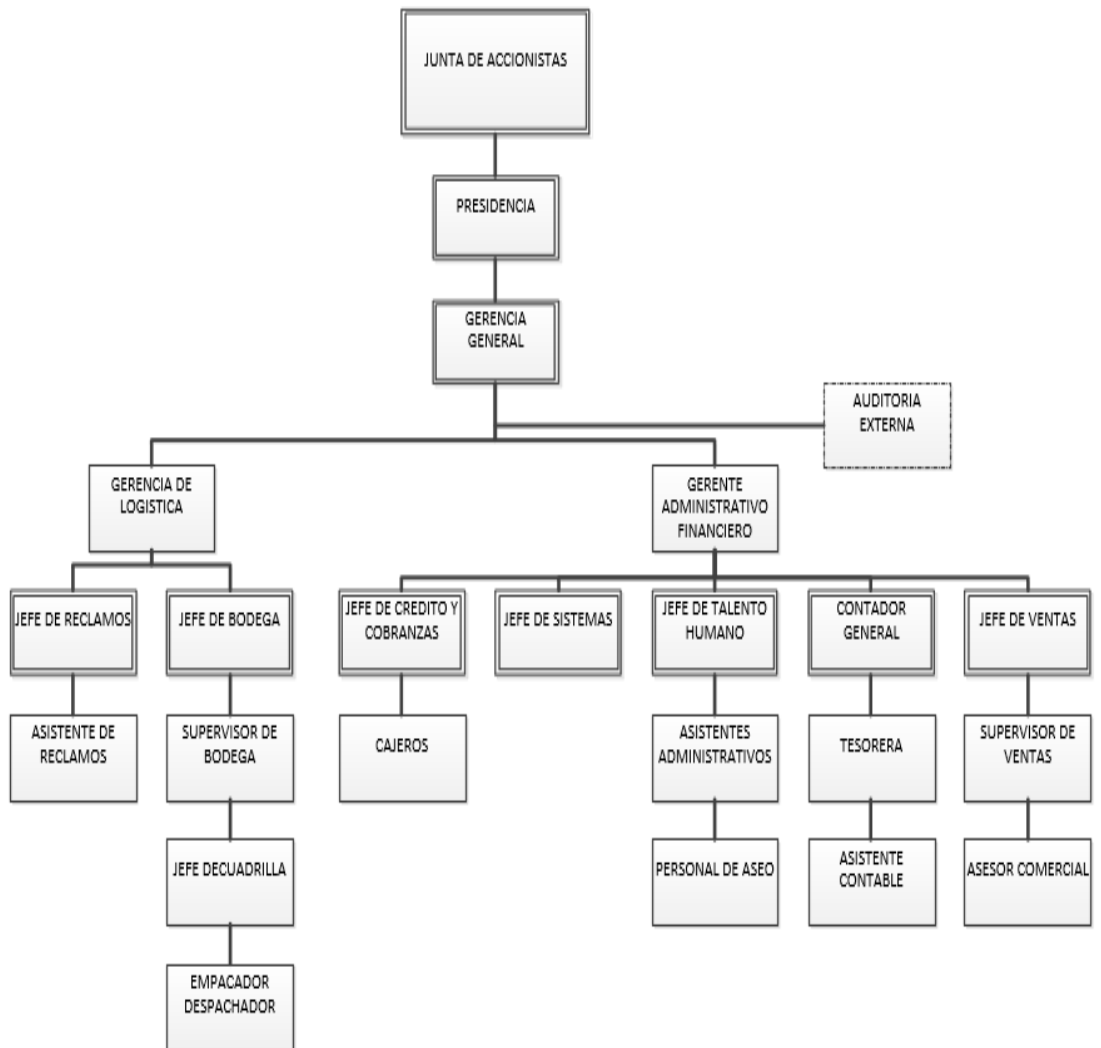 JUNTA DE ACCIONISTAS
PRESIDENCIA
GERENCIA
GENERAL
AUDITORIA
EXTERNA
GERENCIA DE
LOGISTICA
GERENTE
ADMINISTRATIVO
FINANCIERO
JEFE DE RECLAMOS
JEFE DE BODEGA
JEFE DE CREDITO Y
COBRANZAS
JEFE DE SISTEMAS
JEFE DE TALENTO
HUMANO
CONTADOR
GENERAL
JEFE DE VENTAS
ASISTENTE DE
RECLAMOS
SUPERVISOR DE
BODEGA
CAJEROS
ASISTENTES
ADMINISTRATIVOS
TESORERA
SUPERVISOR DE
VENTAS
JEFE DECUADRILLA
PERSONAL DE ASEO
ASISTENTE
CONTABLE
ASESOR COMERCIAL
EMPACADOR
DESPACHADOR